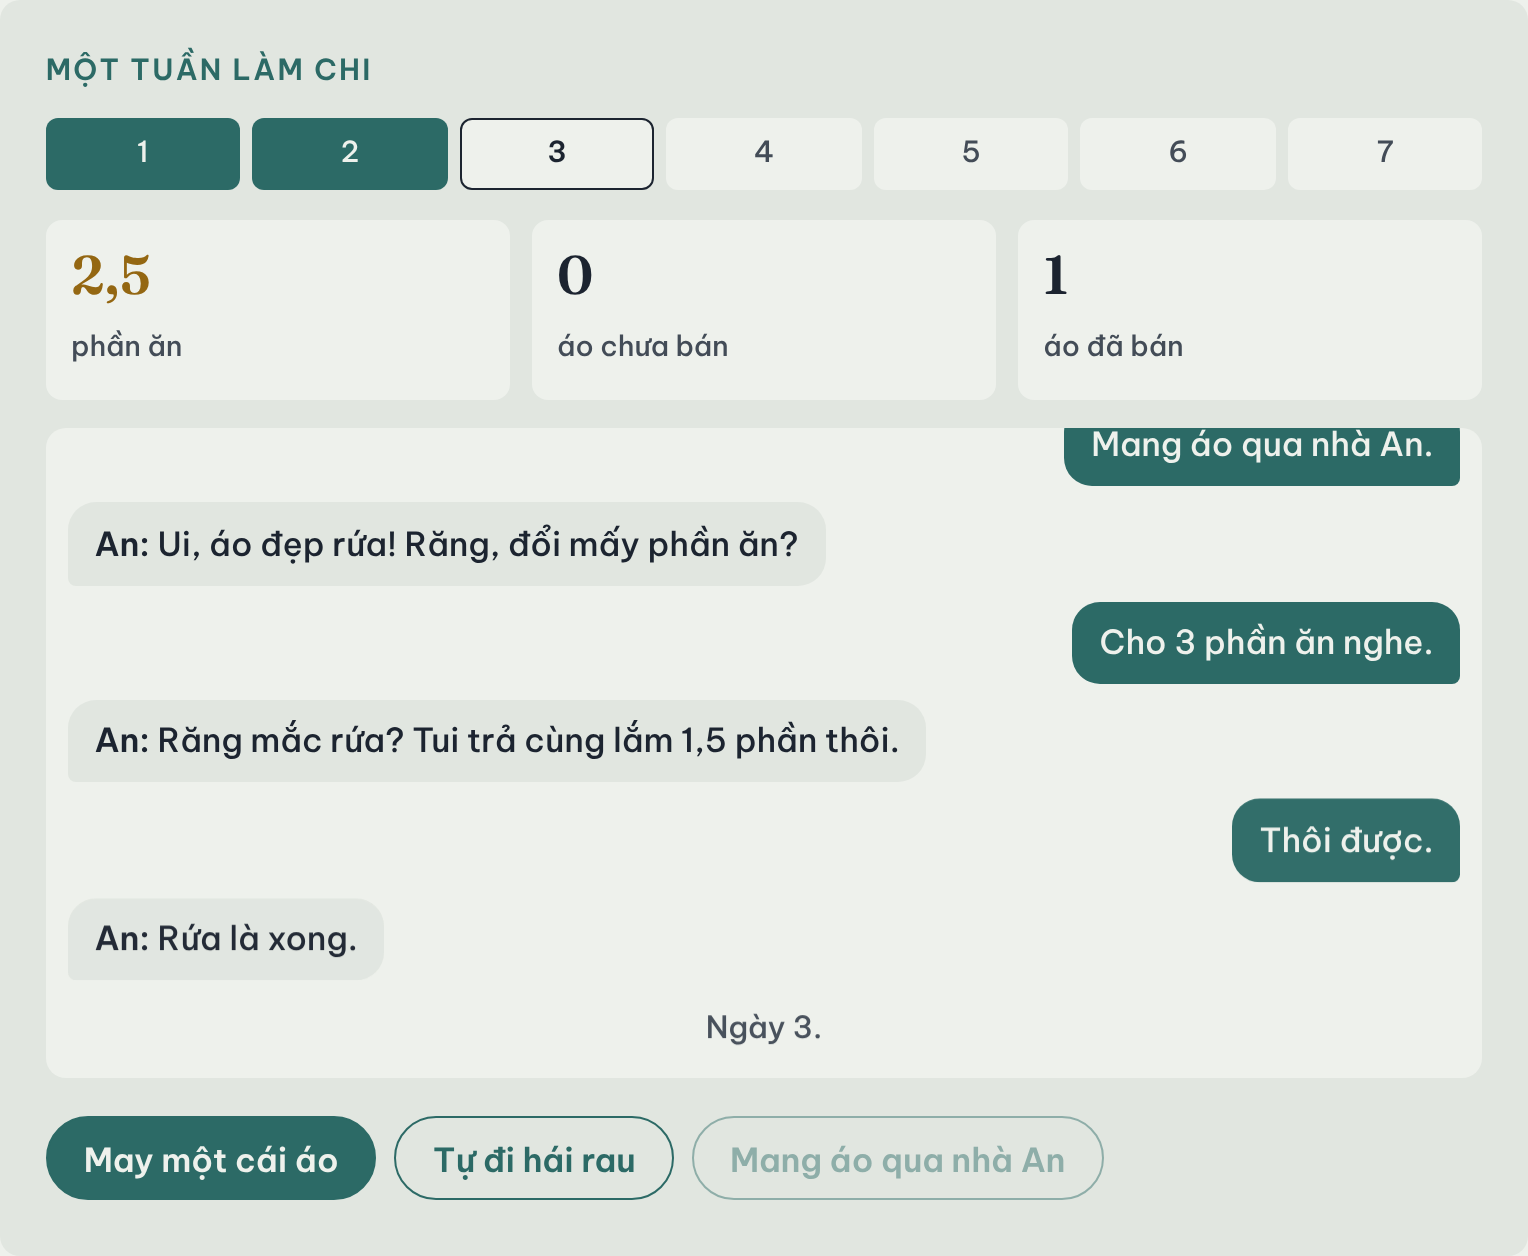 MỘT TUẦN LÀM CHI
1 2 3 4 5 6 7
2,5
phần ăn
0
áo chưa bán
1
áo đã bán
Mang áo qua nhà An.
An: Ui, áo đẹp rứa! Răng, đổi mấy phần ăn?
Cho 3 phần ăn nghe.
An: Răng mắc rứa? Tui trả cùng lắm 1,5 phần thôi.
Thôi được.
An: Rứa là xong.
Ngày 3.
May một cái áo
Tự đi hái rau
Mang áo qua nhà An